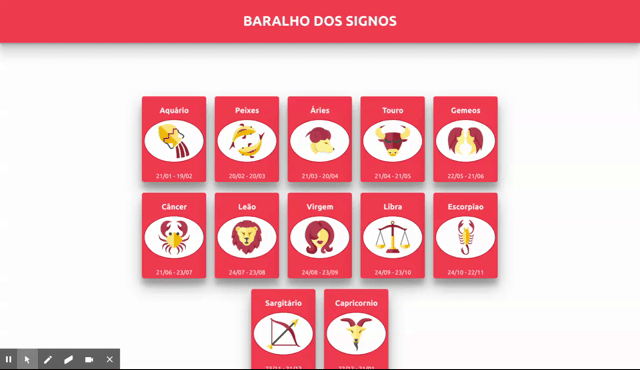 BARALHO DOS SIGNOS
Aquário
Peixes
Áries
Touro
Gemeos
21/01 - 19/02
20/02 - 20/03
21/03 - 20/04
21/04 - 21/05
22/05 - 21/06
Câncer
Leão
Virgem
Libra
Escorpiao
21/06 - 23/07
24/07 - 23/08
24/08 - 23/09
24/09 - 23/10
24/10 - 22/11
Sargitário
Capricornio